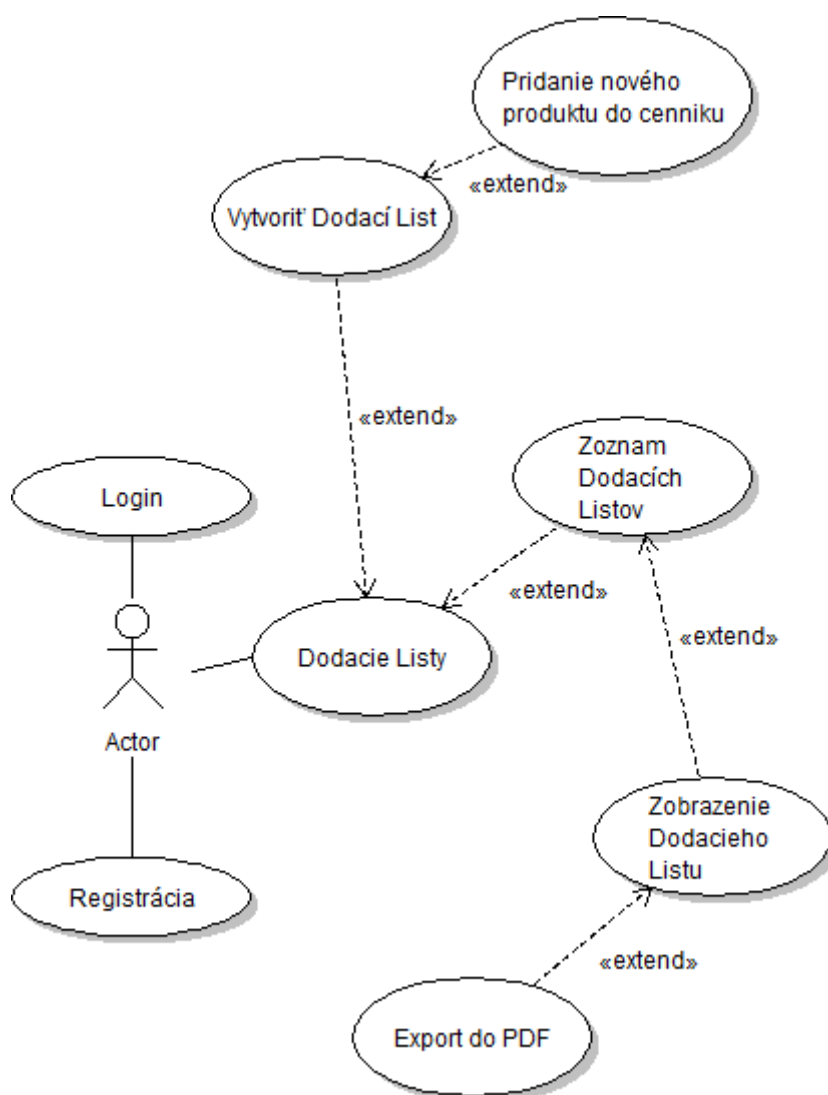 Pridanie nového
produktu do cenniku
«extend»
Vytvoriť Dodací List
«extend»
Zoznam
Dodacích
Listov
Login
«extend»
«extend»
Dodacie Listy
Actor
Zobrazenie
Dodacieho
Listu
Registrácia
«extend»
Export do PDF